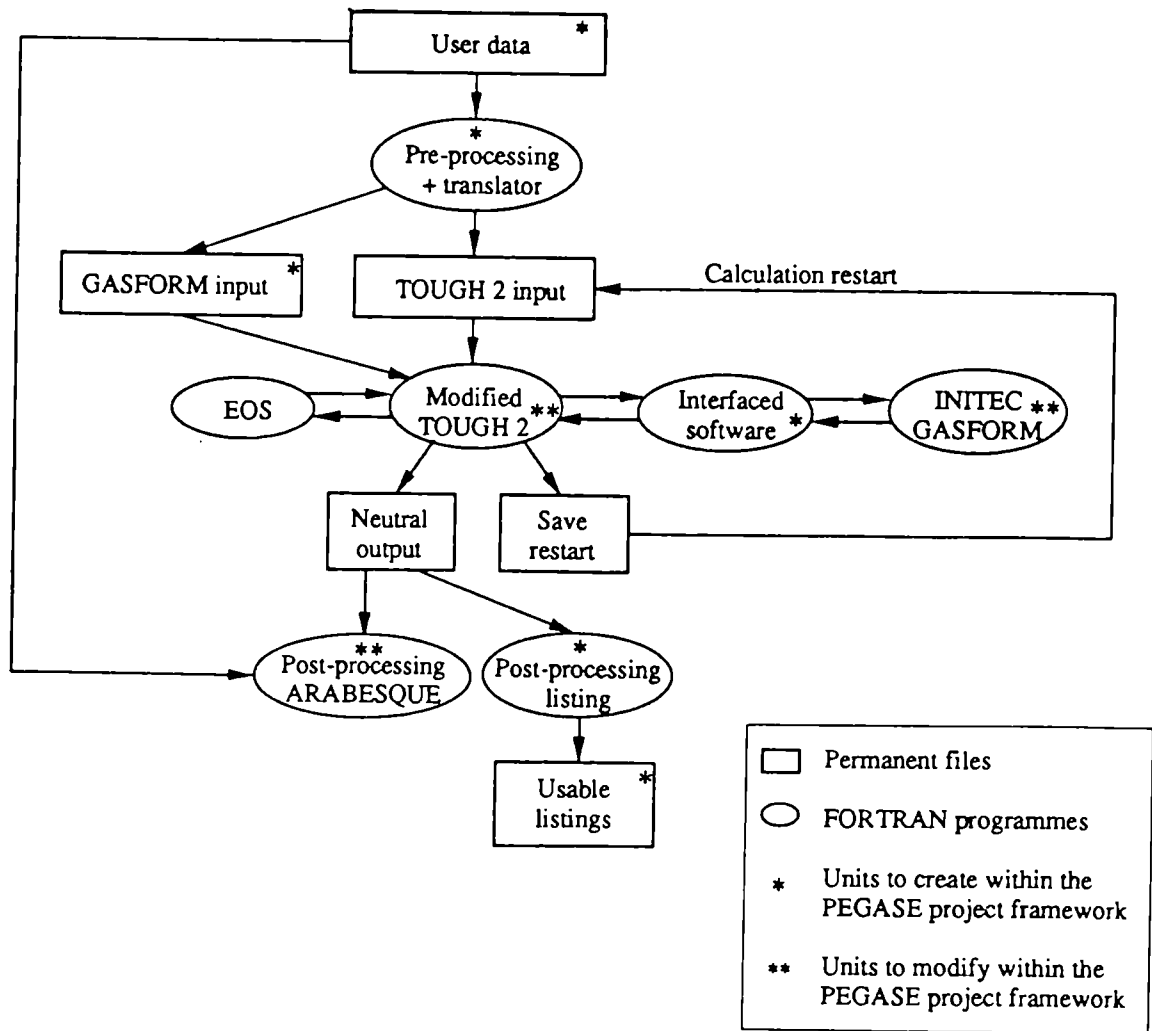 User data *
*
Pre-processing
+ translator
GASFORM input *
TOUGH 2 input
Calculation restart
EOS
Modified
TOUGH 2 **
Interfaced
software *
INITEC **
GASFORM
Neutral
output
Save
restart
**
Post-processing
ARABESQUE
*
Post-processing
listing
Usable *
listings
Permanent files
FORTRAN programmes
* Units to create within the
PEGASE project framework
** Units to modify within the
PEGASE project framework